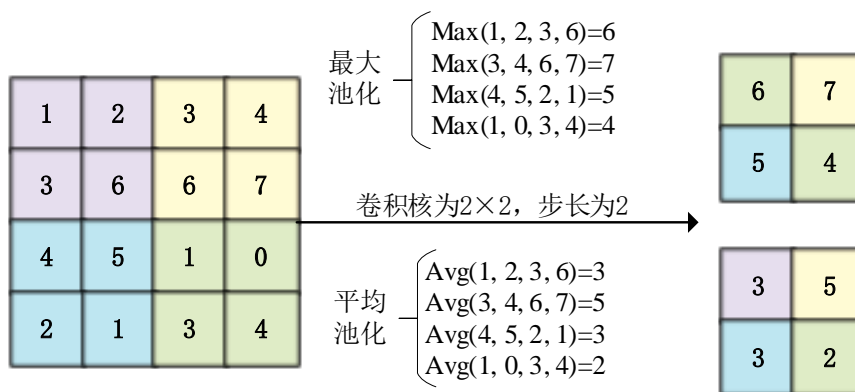 1 2 3 4
3 6 6 7
4 5 1 0
2 1 3 4
最大
池化
Max(1, 2, 3, 6)=6
Max(3, 4, 6, 7)=7
Max(4, 5, 2, 1)=5
Max(1, 0, 3, 4)=4
卷积核为2×2，步长为2
平均
池化
Avg(1, 2, 3, 6)=3
Avg(3, 4, 6, 7)=5
Avg(4, 5, 2, 1)=3
Avg(1, 0, 3, 4)=2
6 7
5 4
3 5
3 2